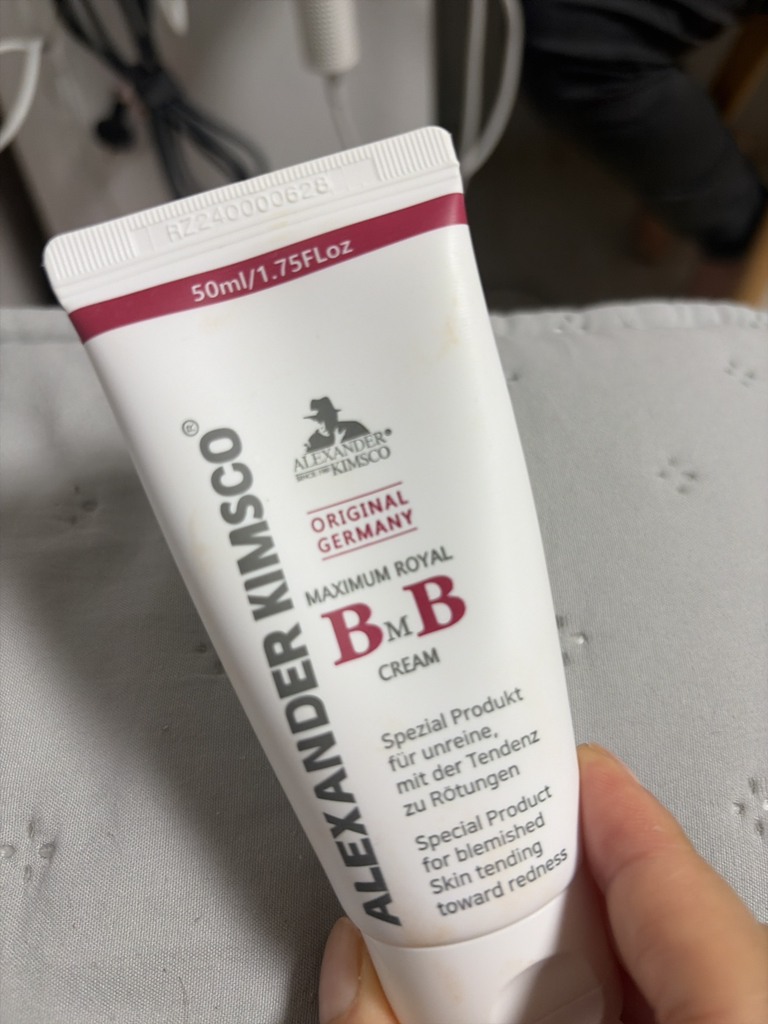 RZ240000628
50ml/1.75FLoz
ALEXANDER KIMSCO®
ALEXANDER®
KIMSCO
ORIGINAL
GERMANY
MAXIMUM ROYAL
BMB
CREAM
Spezial Produkt
für unreine,
mit der Tendenz
zu Rötungen
Special Product
for blemished
Skin tending
toward redness